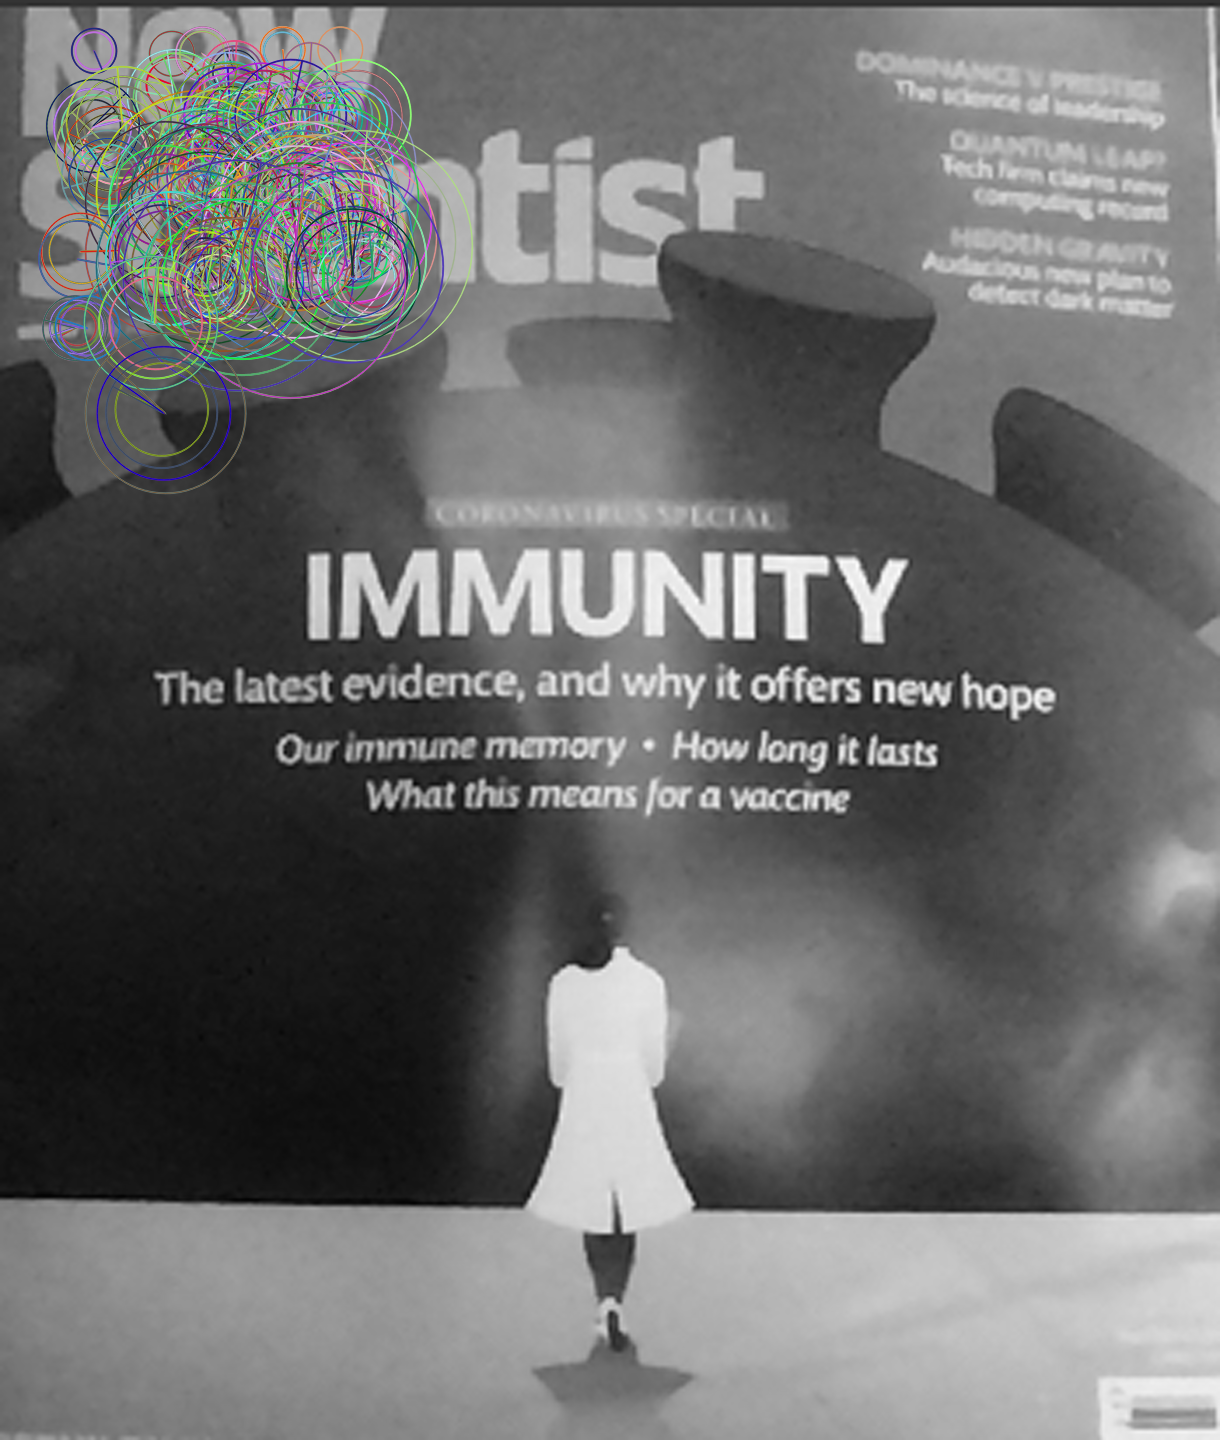 New
Scientist
DOMINANCE V PRESTIGE
The science of leadership
QUANTUM LEAP?
Tech firm claims new
computing record
HIDDEN GRAVITY
Audacious new plan to
detect dark matter
CORONAVIRUS SPECIAL
IMMUNITY
The latest evidence, and why it offers new hope
Our immune memory • How long it lasts
What this means for a vaccine